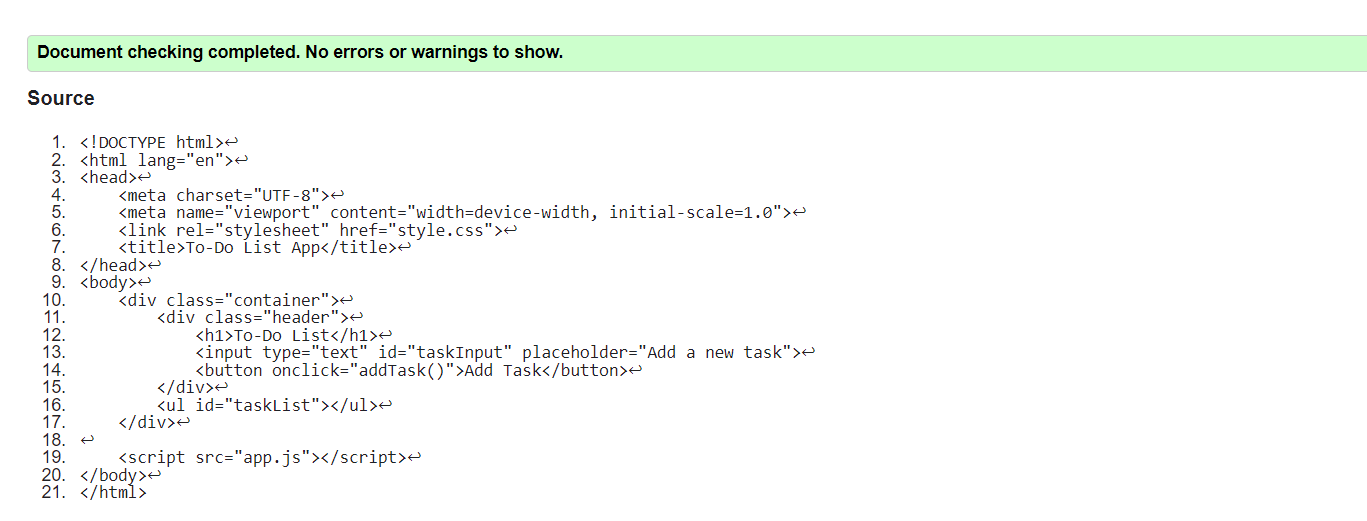 Document checking completed. No errors or warnings to show.
Source
1. <!DOCTYPE html>↩
2. <html lang="en">↩
3. <head>↩
4.     <meta charset="UTF-8">↩
5.     <meta name="viewport" content="width=device-width, initial-scale=1.0">↩
6.     <link rel="stylesheet" href="style.css">↩
7.     <title>To-Do List App</title>↩
8. </head>↩
9. <body>↩
10.     <div class="container">↩
11.         <div class="header">↩
12.             <h1>To-Do List</h1>↩
13.             <input type="text" id="taskInput" placeholder="Add a new task">↩
14.             <button onclick="addTask()">Add Task</button>↩
15.         </div>↩
16.         <ul id="taskList"></ul>↩
17.     </div>↩
18. ↩
19.     <script src="app.js"></script>↩
20. </body>↩
21. </html>